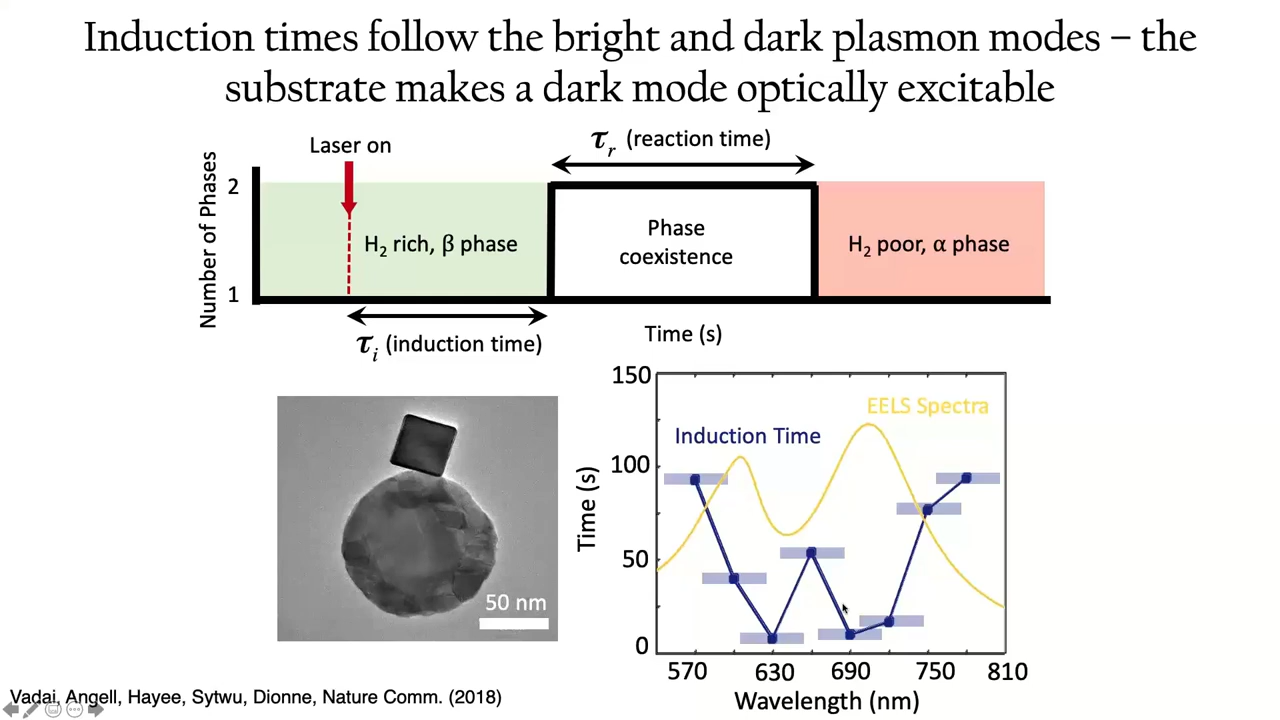 Induction times follow the bright and dark plasmon modes – the
substrate makes a dark mode optically excitable
Laser on
𝝉r (reaction time)
Number of Phases
2
1
H2 rich, β phase
Phase
coexistence
H2 poor, α phase
𝝉i (induction time)
Time (s)
50 nm
150
100
50
0
Time (s)
EELS Spectra
Induction Time
570 630 690 750 810
Wavelength (nm)
Vadai, Angell, Hayee, Sytwu, Dionne, Nature Comm. (2018)